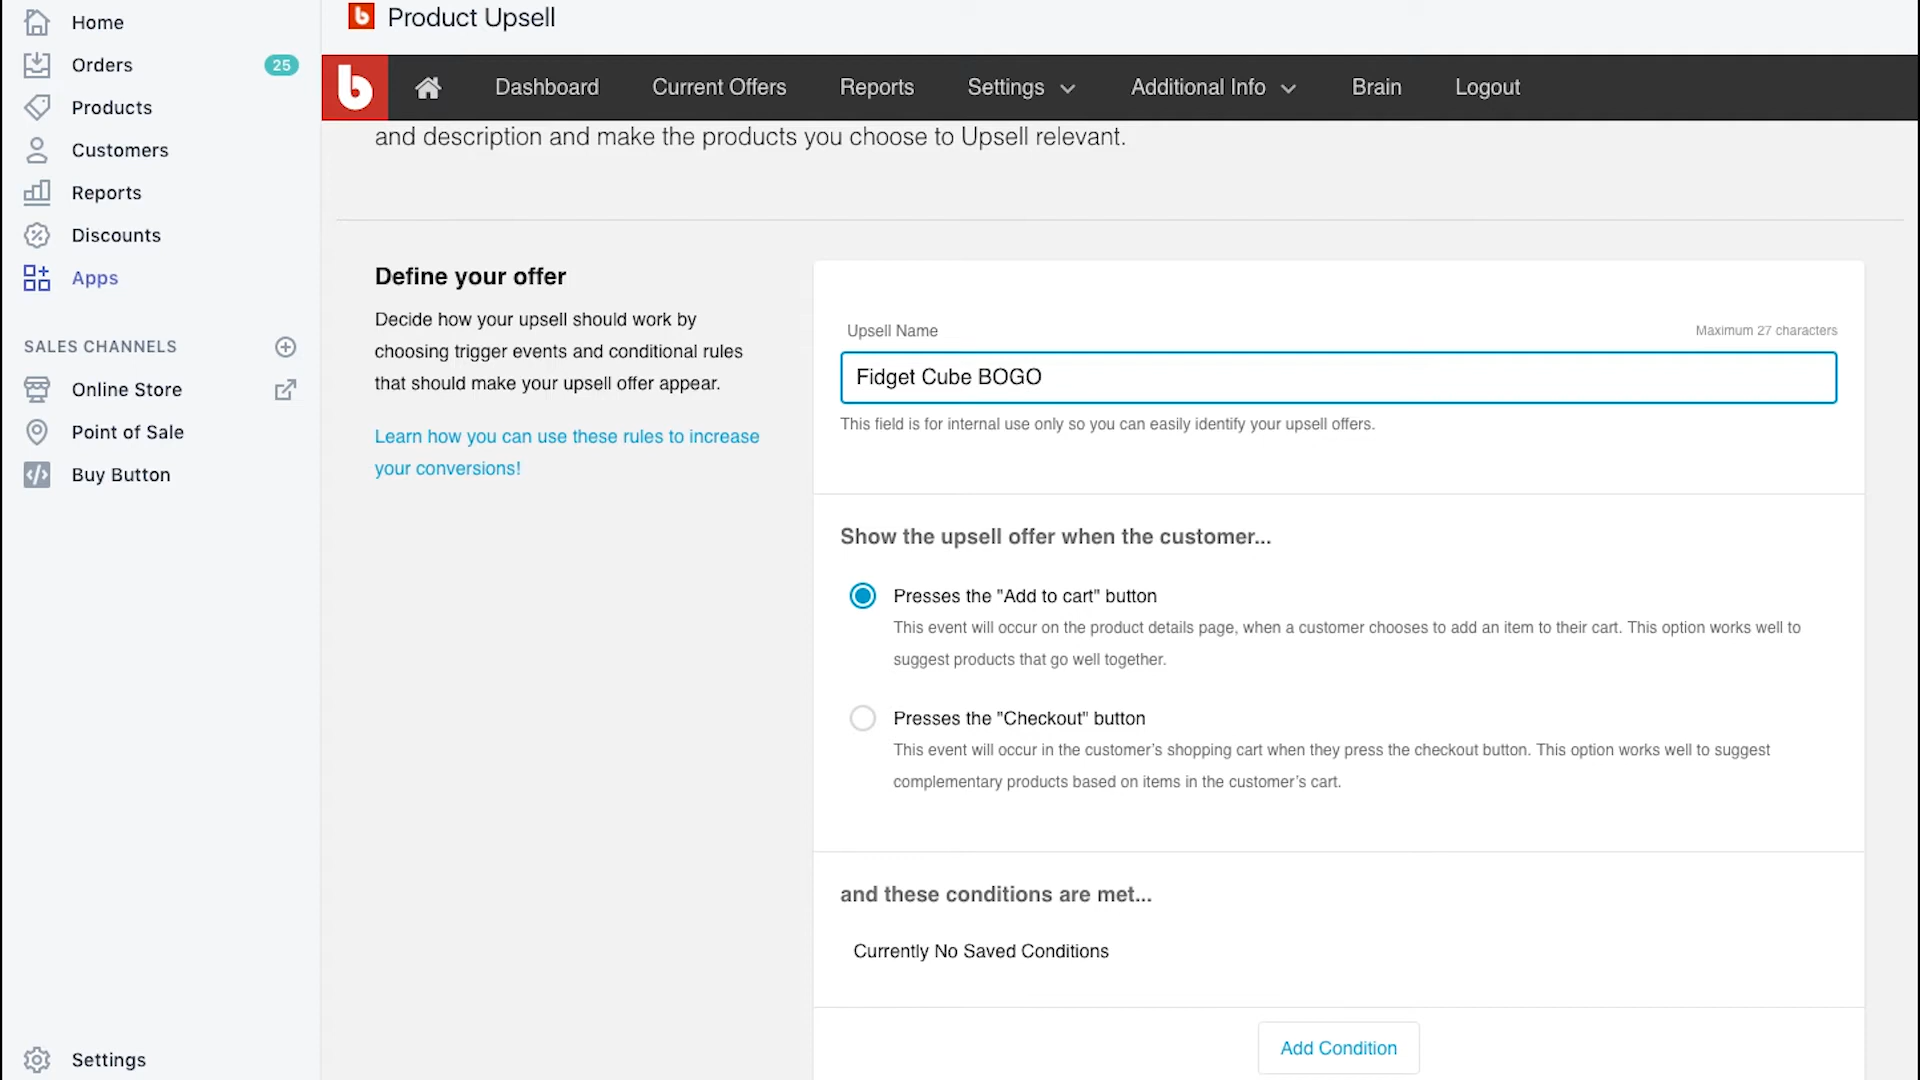 Home
Orders
25
Products
Customers
Reports
Discounts
Apps
SALES CHANNELS
Online Store
Point of Sale
Buy Button
Settings
b Product Upsell
b
Dashboard
Current Offers
Reports
Settings
Additional Info
Brain
Logout
and description and make the products you choose to Upsell relevant.
Define your offer
Decide how your upsell should work by
choosing trigger events and conditional rules
that should make your upsell offer appear.
Learn how you can use these rules to increase
your conversions!
Upsell Name
Maximum 27 characters
Fidget Cube BOGO
This field is for internal use only so you can easily identify your upsell offers.
Show the upsell offer when the customer...
Presses the "Add to cart" button
This event will occur on the product details page, when a customer chooses to add an item to their cart. This option works well to
suggest products that go well together.
Presses the "Checkout" button
This event will occur in the customer’s shopping cart when they press the checkout button. This option works well to suggest
complementary products based on items in the customer’s cart.
and these conditions are met...
Currently No Saved Conditions
Add Condition